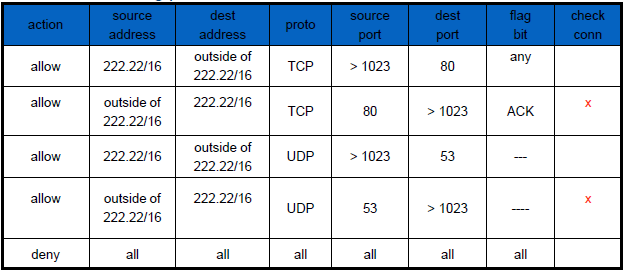 action source address dest address proto source port dest port flag bit check conn
allow 222.22/16 outside of 222.22/16 TCP > 1023 80 any
allow outside of 222.22/16 222.22/16 TCP 80 > 1023 ACK x
allow 222.22/16 outside of 222.22/16 UDP > 1023 53 ---
allow outside of 222.22/16 222.22/16 UDP 53 > 1023 ---- x
deny all all all all all all